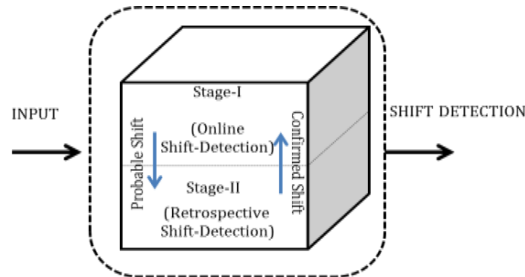 INPUT
Stage-I
(Online
Shift-Detection)
Probable Shift
Confirmed Shift
Stage-II
(Retrospective
Shift-Detection)
SHIFT DETECTION